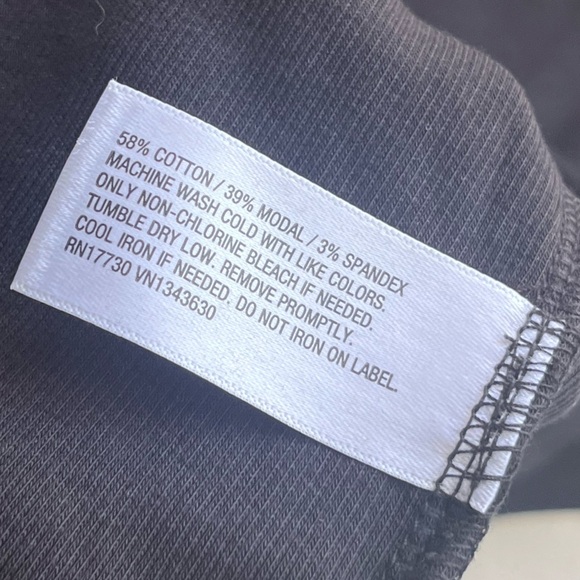 58% COTTON / 39% MODAL / 3% SPANDEX
MACHINE WASH COLD WITH LIKE COLORS.
ONLY NON-CHLORINE BLEACH IF NEEDED.
TUMBLE DRY LOW. REMOVE PROMPTLY.
COOL IRON IF NEEDED. DO NOT IRON ON LABEL.
RN17730 VN1343630